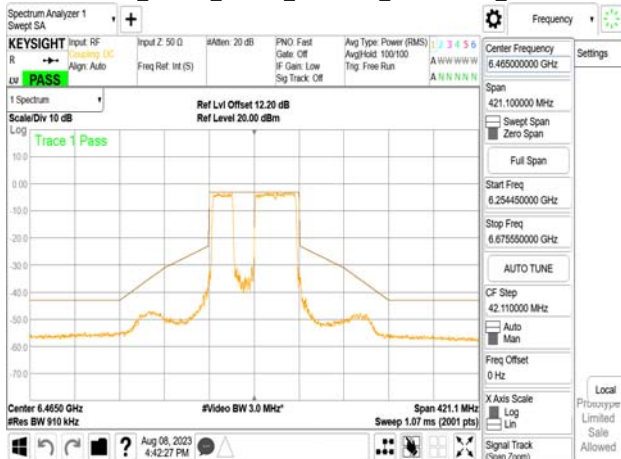 Spectrum Analyzer 1
Swept SA
+
Frequency
KEYSIGHT Input: RF Input Z: 50 Ω #Atten: 20 dB PNO: Fast Avg Type: Power (RMS) 1 2 3 4 5 6
R Coupling: DC Gate: Off Avg|Hold: 100/100 A W W W W W
Align: Auto Freq Ref: Int (S) IF Gain: Low Trig: Free Run
LV PASS Sig Track: Off A N N N N N
Center Frequency
6.465000000 GHz
Settings
Span
421.100000 MHz
Swept Span
Zero Span
Full Span
Start Freq
6.254450000 GHz
Stop Freq
6.675550000 GHz
AUTO TUNE
CF Step
42.110000 MHz
Auto
Man
Freq Offset
0 Hz
X Axis Scale
Log
Lin
Signal Track
(Span Zoom)
Local
Prototype
Limited
Sale
Allowed
1 Spectrum
Scale/Div 10 dB
Ref Lvl Offset 12.20 dB
Ref Level 20.00 dBm
Log
Trace 1 Pass
10.0
0.00
-10.0
-20.0
-30.0
-40.0
-50.0
-60.0
-70.0
Center 6.4650 GHz #Video BW 3.0 MHz* Span 421.1 MHz
#Res BW 910 kHz Sweep 1.07 ms (2001 pts)
? Aug 08, 2023
4:42:27 PM